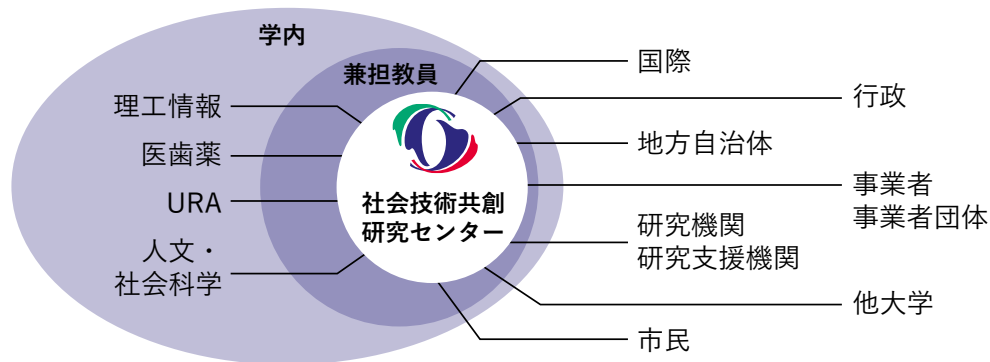 学内
兼担教員
理工情報
医歯薬
URA
人文・
社会科学
社会技術共創
研究センター
国際
行政
地方自治体
事業者
事業者団体
研究機関
研究支援機関
他大学
市民